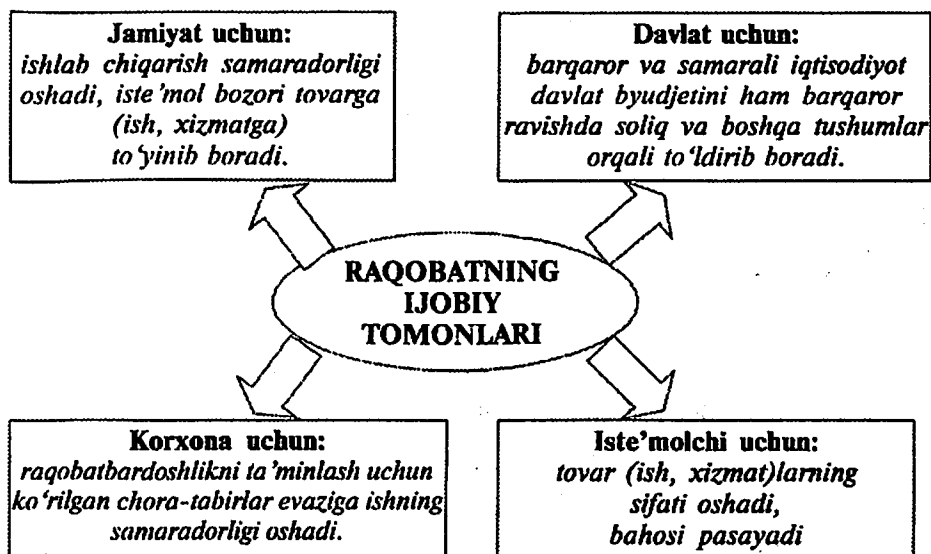 Jamiyat uchun:
ishlab chiqarish samaradorligi
oshadi, iste'mol bozori tovarga
(ish, xizmatga)
to'yinib boradi.
Davlat uchun:
barqaror va samarali iqtisodiyot
davlat byudjetini ham barqaror
ravishda soliq va boshqa tushumlar
orqali to'ldirib boradi.
RAQOBATNING
IJOBIY
TOMONLARI
Korxona uchun:
raqobatbardoshlikni ta'minlash uchun
ko'rilgan chora-tabirlar evaziga ishning
samaradorligi oshadi.
Iste'molchi uchun:
tovar (ish, xizmat)larning
sifati oshadi,
bahosi pasayadi